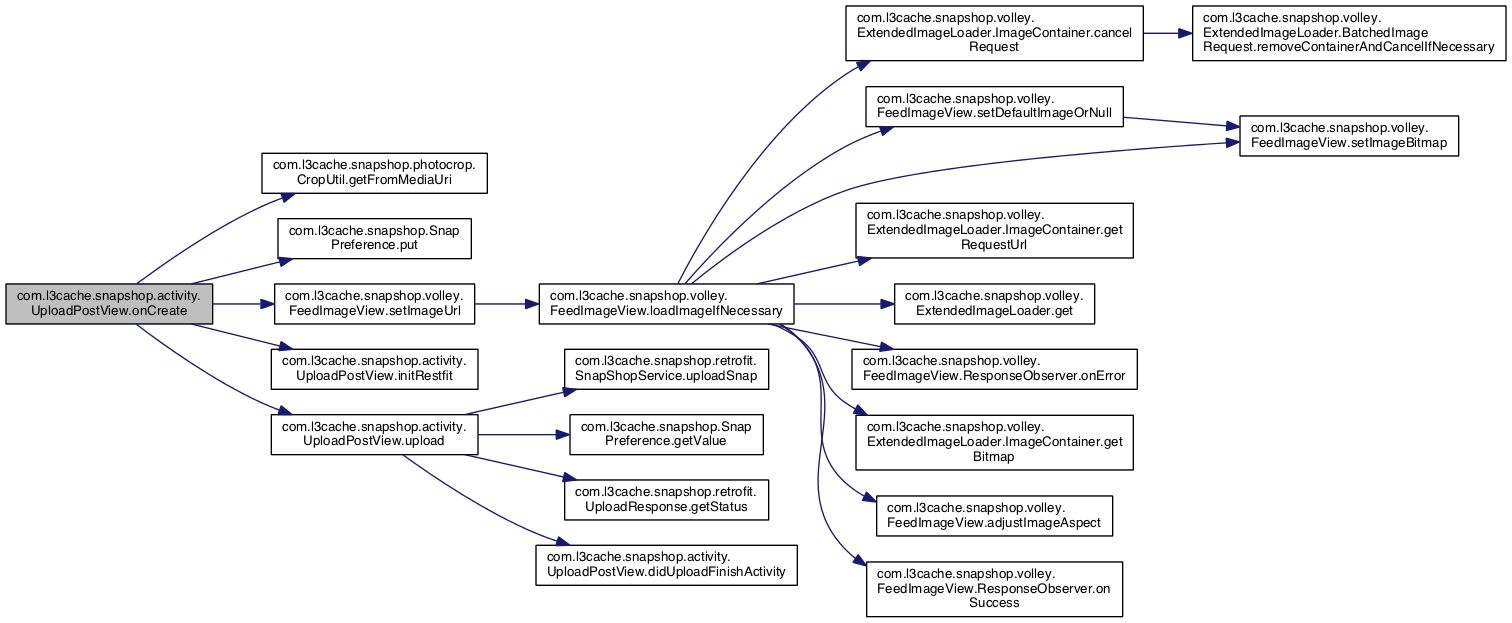 com.l3cache.snapshop.activity.
UploadPostView.onCreate
com.l3cache.snapshop.photocrop.
CropUtil.getFromMediaUri
com.l3cache.snapshop.Snap
Preference.put
com.l3cache.snapshop.volley.
FeedImageView.setImageUrl
com.l3cache.snapshop.activity.
UploadPostView.initRestfit
com.l3cache.snapshop.activity.
UploadPostView.upload
com.l3cache.snapshop.volley.
FeedImageView.loadImageIfNecessary
com.l3cache.snapshop.retrofit.
SnapShopService.uploadSnap
com.l3cache.snapshop.Snap
Preference.getValue
com.l3cache.snapshop.retrofit.
UploadResponse.getStatus
com.l3cache.snapshop.activity.
UploadPostView.didUploadFinishActivity
com.l3cache.snapshop.volley.
ExtendedImageLoader.ImageContainer.cancel
Request
com.l3cache.snapshop.volley.
FeedImageView.setDefaultImageOrNull
com.l3cache.snapshop.volley.
ExtendedImageLoader.ImageContainer.get
RequestUrl
com.l3cache.snapshop.volley.
ExtendedImageLoader.get
com.l3cache.snapshop.volley.
FeedImageView.ResponseObserver.onError
com.l3cache.snapshop.volley.
ExtendedImageLoader.ImageContainer.get
Bitmap
com.l3cache.snapshop.volley.
FeedImageView.adjustImageAspect
com.l3cache.snapshop.volley.
FeedImageView.ResponseObserver.on
Success
com.l3cache.snapshop.volley.
ExtendedImageLoader.BatchedImage
Request.removeContainerAndCancelIfNecessary
com.l3cache.snapshop.volley.
FeedImageView.setImageBitmap